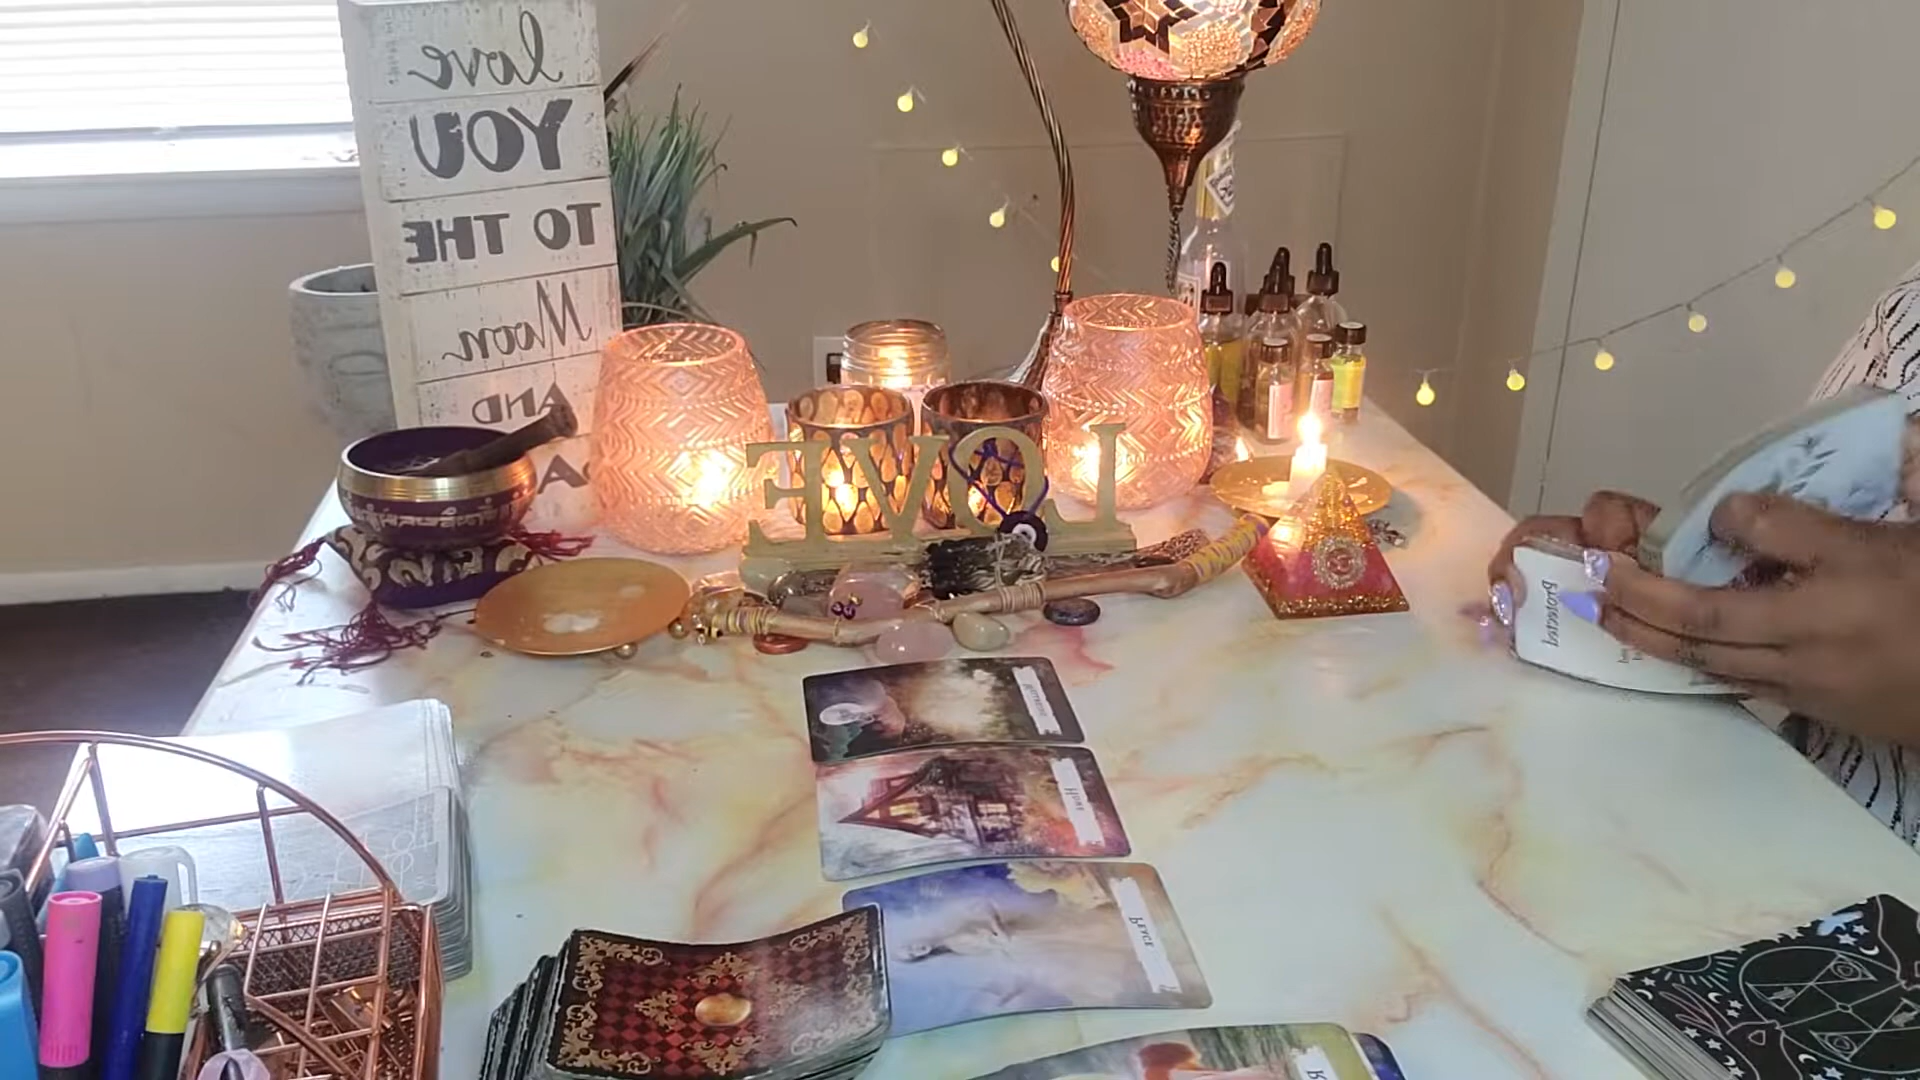 love
YOU
TO THE
Moon
AND
LOVE
Protected
HOME
PEACE